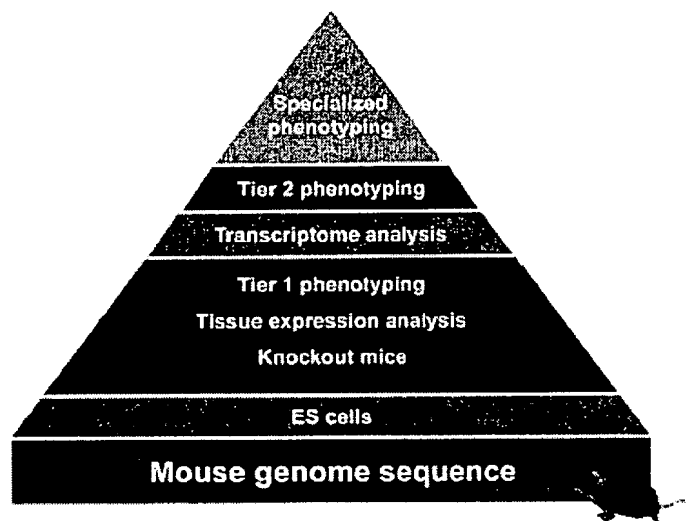 Specialized
phenotyping
Tier 2 phenotyping
Transcriptome analysis
Tier 1 phenotyping
Tissue expression analysis
Knockout mice
ES cells
Mouse genome sequence